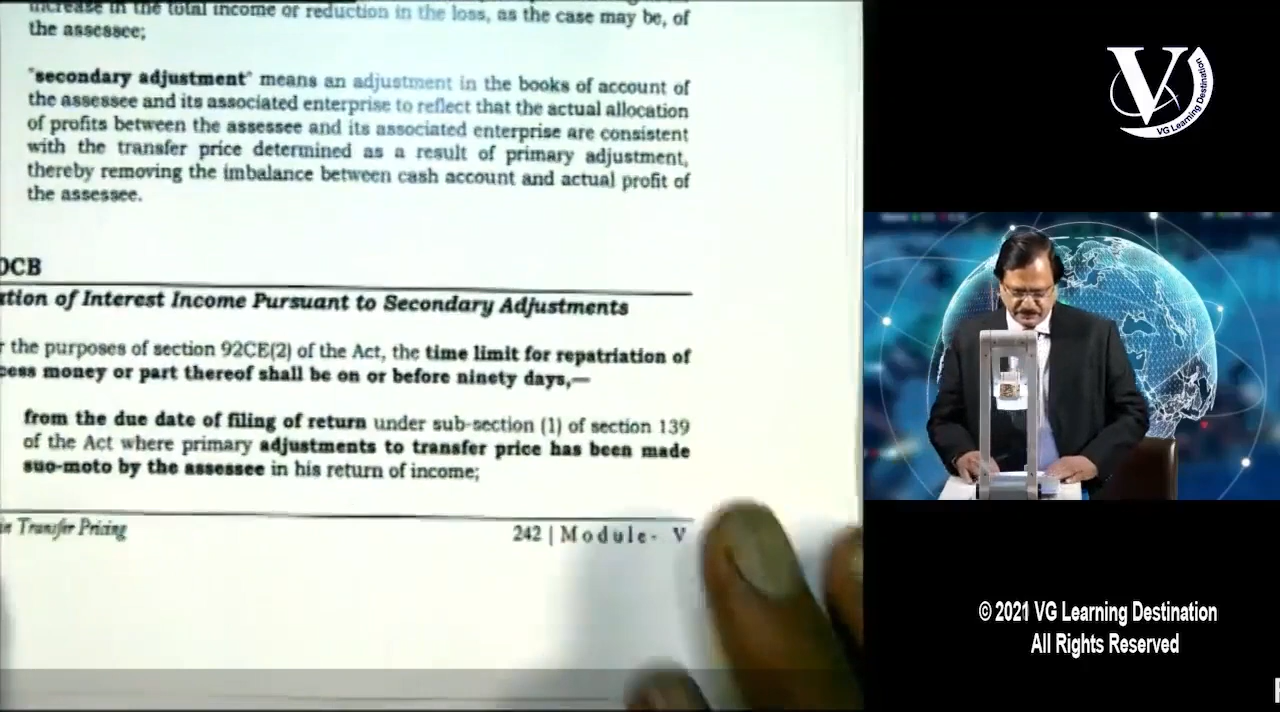 increase in the total income or reduction in the loss, as the case may be, of
the assessee;
"secondary adjustment" means an adjustment in the books of account of
the assessee and its associated enterprise to reflect that the actual allocation
of profits between the assessee and its associated enterprise are consistent
with the transfer price determined as a result of primary adjustment,
thereby removing the imbalance between cash account and actual profit of
the assessee.
0CB
tion of Interest Income Pursuant to Secondary Adjustments
r the purposes of section 92CE(2) of the Act, the time limit for repatriation of
cess money or part thereof shall be on or before ninety days,—
from the due date of filing of return under sub-section (1) of section 139
of the Act where primary adjustments to transfer price has been made
suo-moto by the assessee in his return of income;
in Transfer Pricing
242 | Module- V
V
VG Learning Destination
© 2021 VG Learning Destination
All Rights Reserved